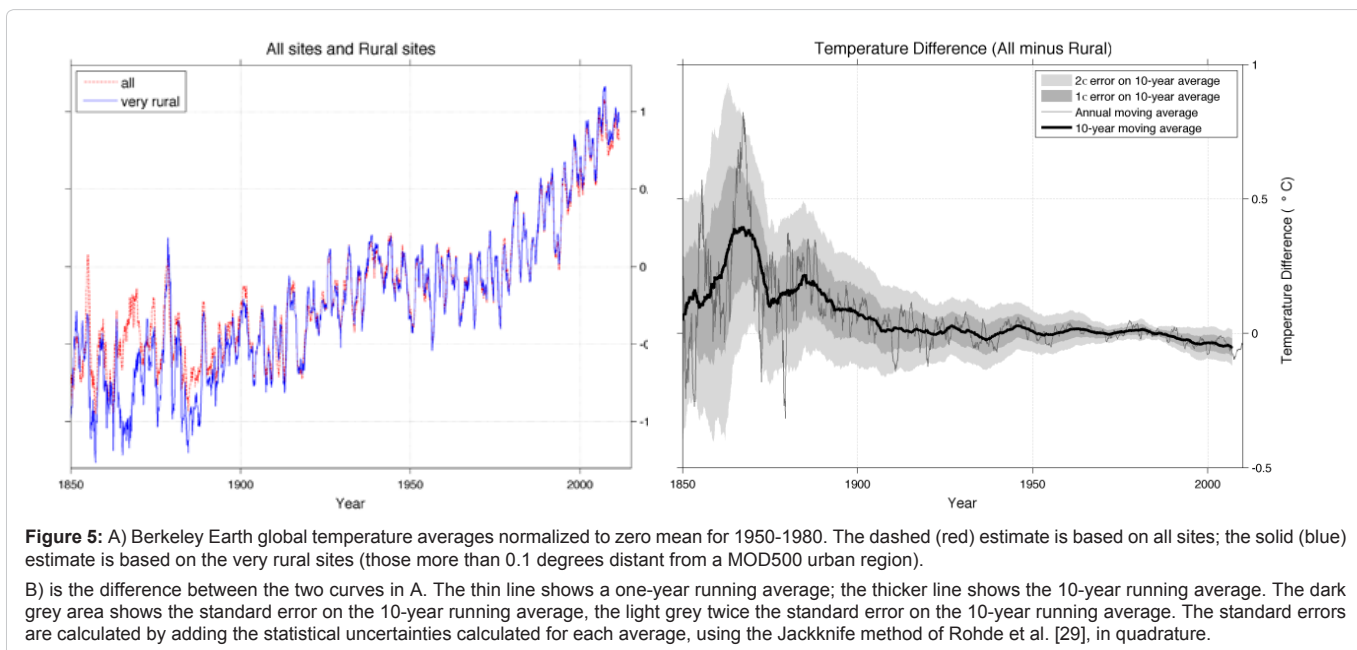 All sites and Rural sites
all
very rural
1
0.
0
-0
-1
1850
1900
1950
2000
Year
Temperature Difference (All minus Rural)
1850
1900
1950
2000
2σ error on 10-year average
1σ error on 10-year average
Annual moving average
10-year moving average
1
0.5
0
-0.5
Temperature Difference ( ° C)
1850
1900
1950
2000
Year
Figure 5: A) Berkeley Earth global temperature averages normalized to zero mean for 1950-1980. The dashed (red) estimate is based on all sites; the solid (blue)
estimate is based on the very rural sites (those more than 0.1 degrees distant from a MOD500 urban region).
B) is the difference between the two curves in A. The thin line shows a one-year running average; the thicker line shows the 10-year running average. The dark
grey area shows the standard error on the 10-year running average, the light grey twice the standard error on the 10-year running average. The standard errors
are calculated by adding the statistical uncertainties calculated for each average, using the Jackknife method of Rohde et al. [29], in quadrature.